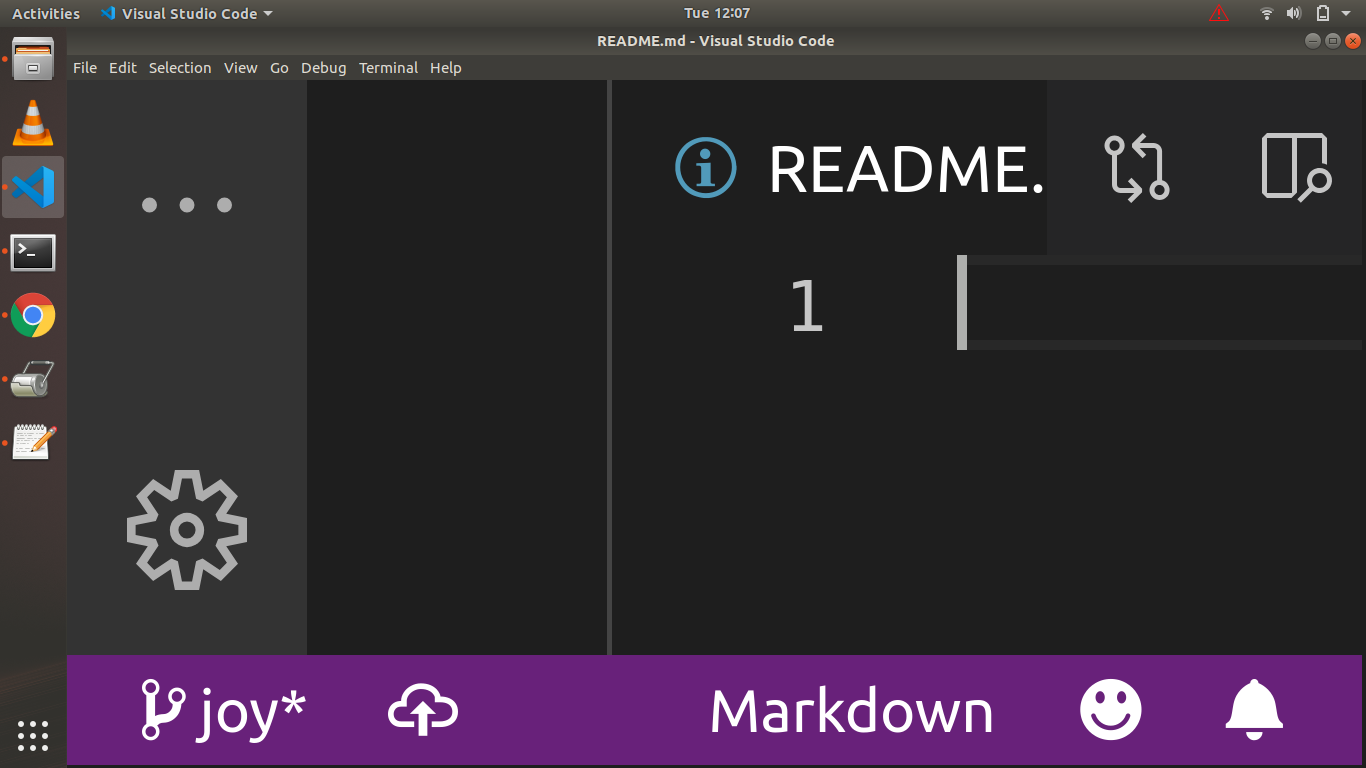 Activities Visual Studio Code Tue 12:07
README.md - Visual Studio Code
File Edit Selection View Go Debug Terminal Help
README.
1
joy* Markdown